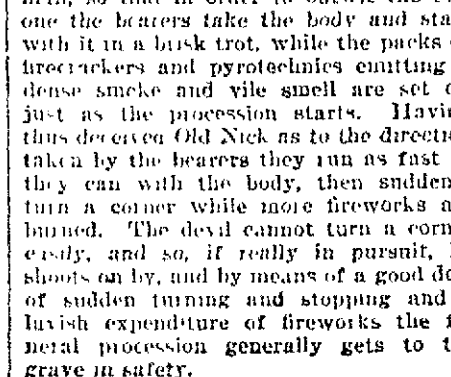 one the bearers take the body and sta
with it in a busk trot, while the packs
firecrackers and pyrotechnics emitting
dense smoke and vile smell are set
just as the procession starts. Havin
thus deceived Old Nick as to the directi
taken by the bearers they run as fast
they can with the body, then sudden
turn a corner while more fireworks a
burned. The devil cannot turn a corn
easily, and so, if really in pursuit,
shoots on by, and by means of a good de
of sudden turning and stopping and
lavish expenditure of fireworks the f
neral procession generally gets to t
grave in safety.